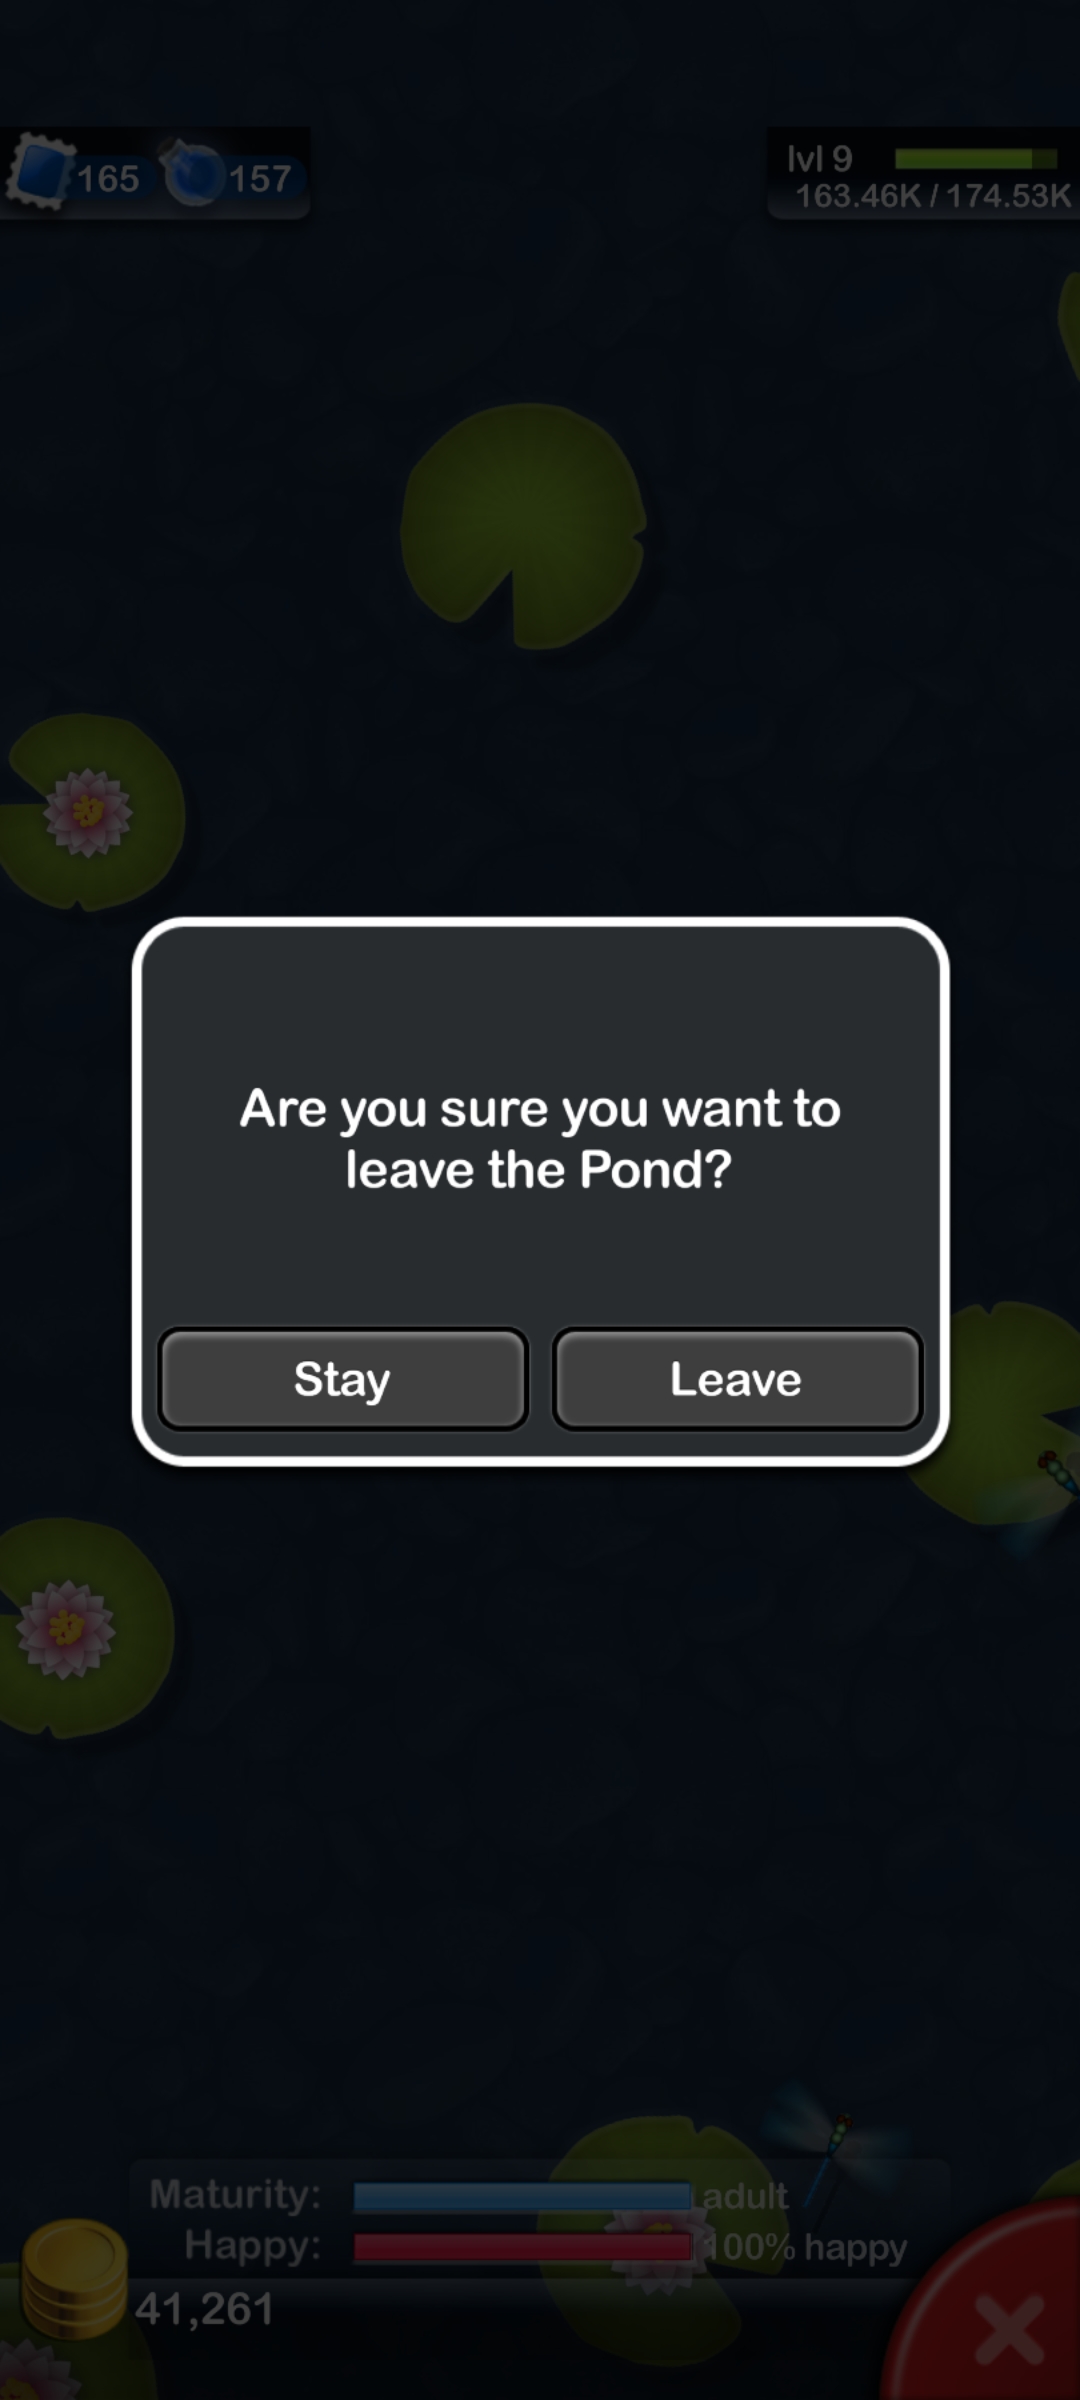 165 157
lvl 9
163.46K / 174.53K
Are you sure you want to
leave the Pond?
Stay Leave
Maturity: adult
Happy: 100% happy
41,261